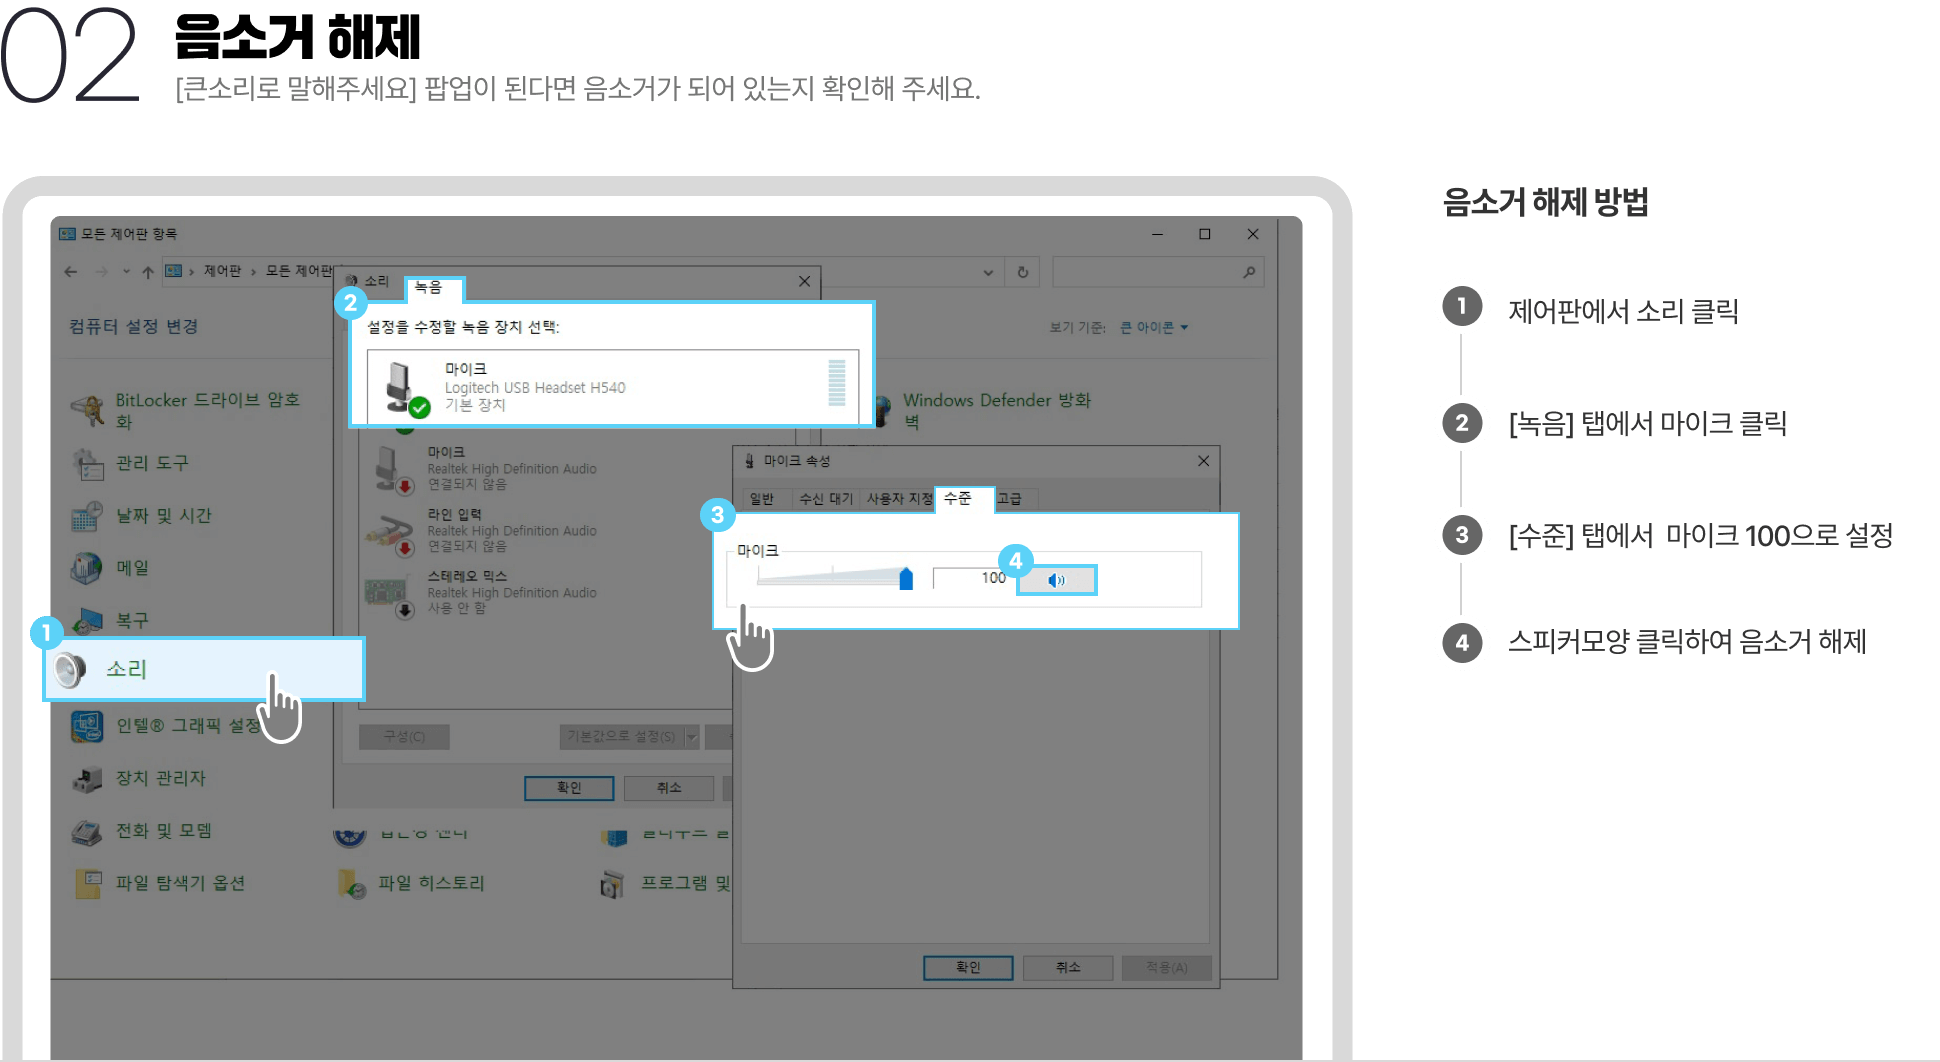 02
음소거 해제
[큰소리로 말해주세요] 팝업이 된다면 음소거가 되어 있는지 확인해 주세요.
모든 제어판 항목
제어판 > 모든 제어판
컴퓨터 설정 변경
보기 기준: 큰 아이콘
BitLocker 드라이브 암호
화
관리 도구
날짜 및 시간
메일
복구
1
소리
인텔® 그래픽 설정
장치 관리자
전화 및 모뎀
파일 탐색기 옵션
파일 히스토리
프로그램 및
Windows Defender 방화
벽
소리
2
녹음
설정을 수정할 녹음 장치 선택:
마이크
Logitech USB Headset H540
기본 장치
마이크
Realtek High Definition Audio
연결되지 않음
라인 입력
Realtek High Definition Audio
연결되지 않음
스테레오 믹스
Realtek High Definition Audio
사용 안 함
구성(C)
기본값으로 설정(S)
확인
취소
마이크 속성
일반 수신 대기 사용자 지정 수준 고급
3
마이크
100
4
확인
취소
적용(A)
음소거 해제 방법
1 제어판에서 소리 클릭
2 [녹음] 탭에서 마이크 클릭
3 [수준] 탭에서 마이크 100으로 설정
4 스피커모양 클릭하여 음소거 해제